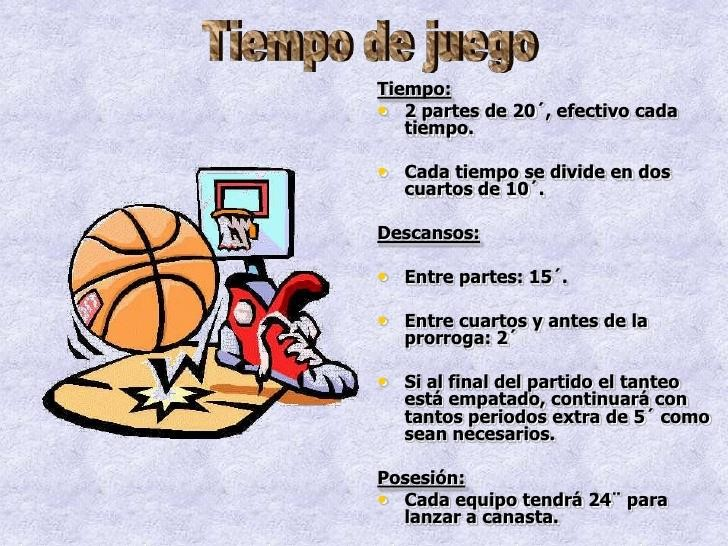 Tiempo de juego
Tiempo:
• 2 partes de 20´, efectivo cada
tiempo.
• Cada tiempo se divide en dos
cuartos de 10´.
Descansos:
• Entre partes: 15´.
• Entre cuartos y antes de la
prorroga: 2´
• Si al final del partido el tanteo
está empatado, continuará con
tantos periodos extra de 5´ como
sean necesarios.
Posesión:
• Cada equipo tendrá 24¨ para
lanzar a canasta.